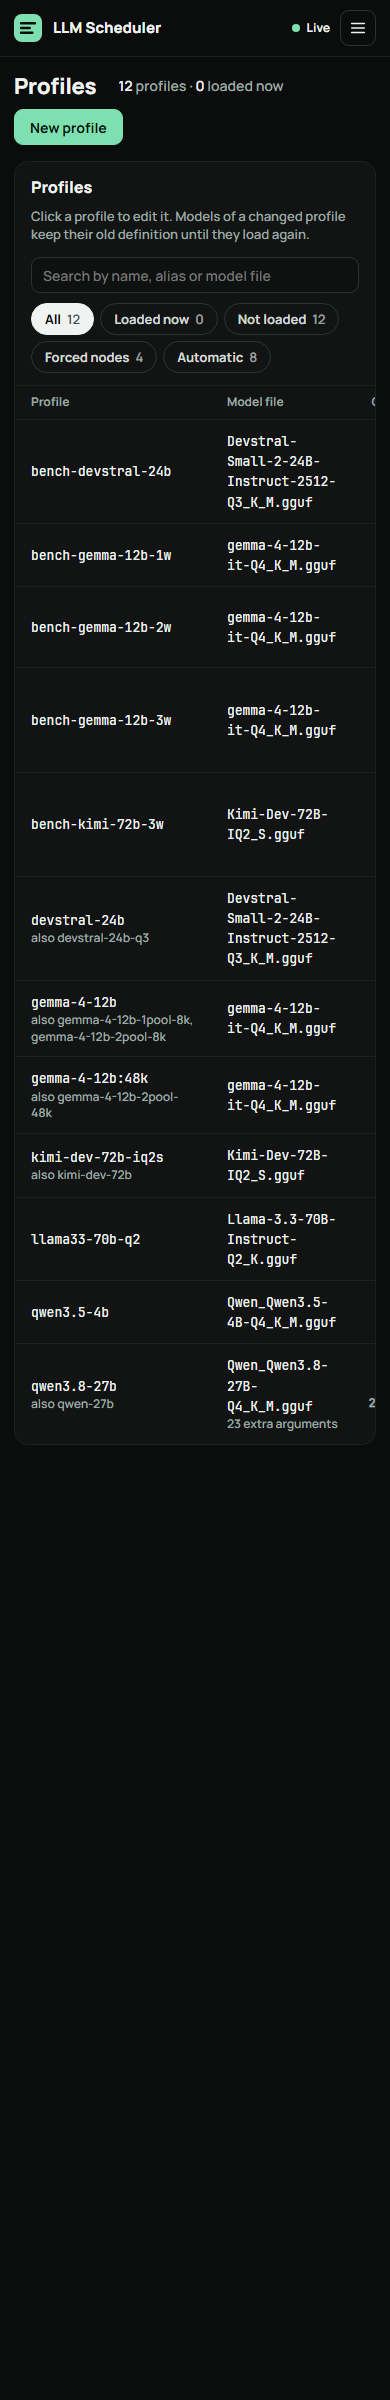 LLM Scheduler
Live
Profiles
12 profiles · 0 loaded now
New profile
Profiles
Click a profile to edit it. Models of a changed profile
keep their old definition until they load again.
Search by name, alias or model file
All 12
Loaded now 0
Not loaded 12
Forced nodes 4
Automatic 8
Profile
Model file
bench-devstral-24b
Devstral-
Small-2-24B-
Instruct-2512-
Q3_K_M.gguf
bench-gemma-12b-1w
gemma-4-12b-
it-Q4_K_M.gguf
bench-gemma-12b-2w
gemma-4-12b-
it-Q4_K_M.gguf
bench-gemma-12b-3w
gemma-4-12b-
it-Q4_K_M.gguf
bench-kimi-72b-3w
Kimi-Dev-72B-
IQ2_S.gguf
devstral-24b
also devstral-24b-q3
Devstral-
Small-2-24B-
Instruct-2512-
Q3_K_M.gguf
gemma-4-12b
also gemma-4-12b-1pool-8k,
gemma-4-12b-2pool-8k
gemma-4-12b-
it-Q4_K_M.gguf
gemma-4-12b:48k
also gemma-4-12b-2pool-
48k
gemma-4-12b-
it-Q4_K_M.gguf
kimi-dev-72b-iq2s
also kimi-dev-72b
Kimi-Dev-72B-
IQ2_S.gguf
llama33-70b-q2
Llama-3.3-70B-
Instruct-
Q2_K.gguf
qwen3.5-4b
Qwen_Qwen3.5-
4B-Q4_K_M.gguf
qwen3.8-27b
also qwen-27b
Qwen_Qwen3.8-
27B-
Q4_K_M.gguf
23 extra arguments
2